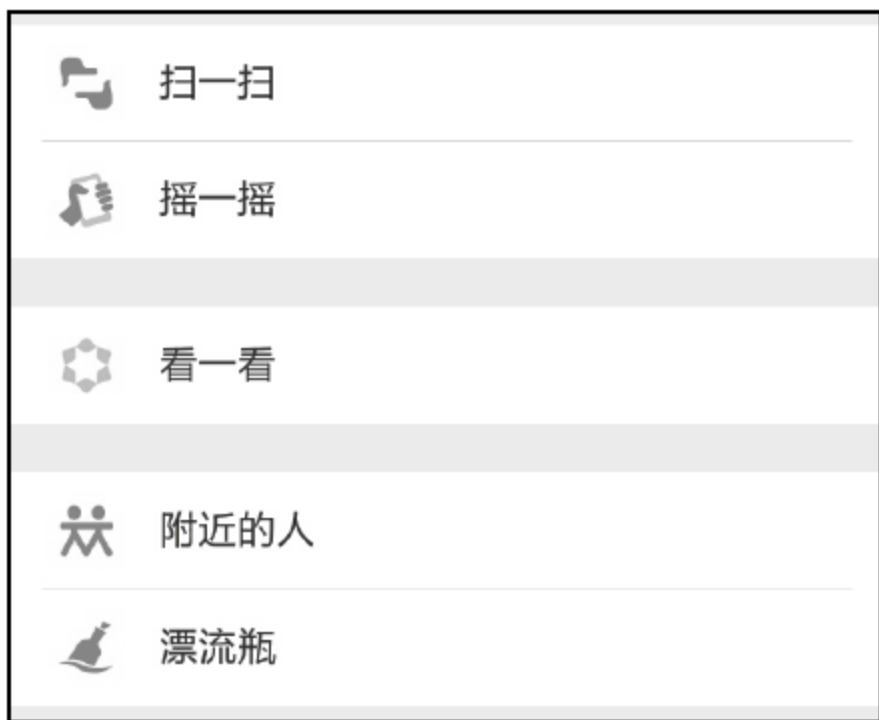 扫一扫
摇一摇
看一看
附近的人
漂流瓶